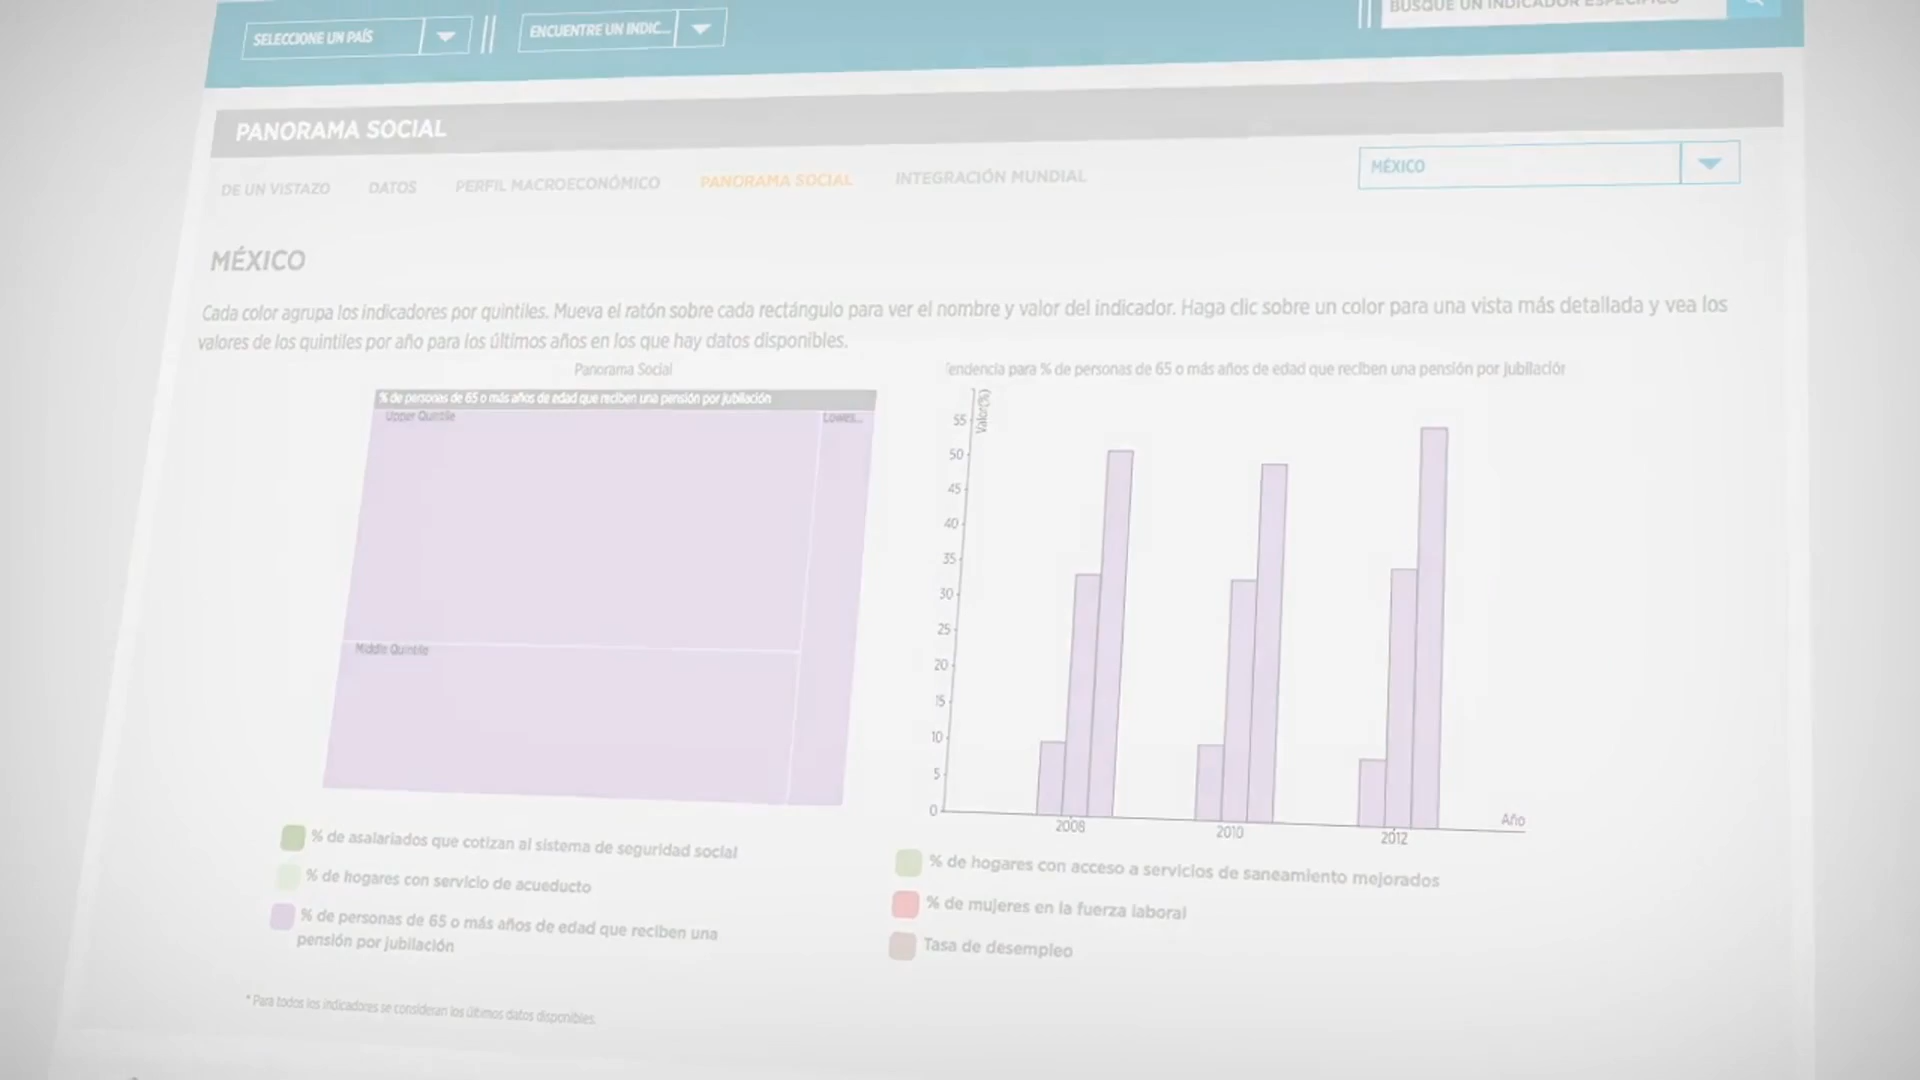 SELECCIONE UN PAÍS
ENCUENTRE UN INDIC...
BUSQUE UN INDICADOR ESPECÍFICO
PANORAMA SOCIAL
DE UN VISTAZO
DATOS
PERFIL MACROECONÓMICO
PANORAMA SOCIAL
INTEGRACIÓN MUNDIAL
MÉXICO
MÉXICO
Cada color agrupa los indicadores por quintiles. Mueva el ratón sobre cada rectángulo para ver el nombre y valor del indicador. Haga clic sobre un color para una vista más detallada y vea los
valores de los quintiles por año para los últimos años en los que hay datos disponibles.
Panorama Social
% de personas de 65 o más años de edad que reciben una pensión por jubilación
Upper Quintile
Lowes...
Middle Quintile
Tendencia para % de personas de 65 o más años de edad que reciben una pensión por jubilación
Valor(%)
55
50
45
40
35
30
25
20
15
10
5
0
2008
2010
2012
Año
% de asalariados que cotizan al sistema de seguridad social
% de hogares con servicio de acueducto
% de personas de 65 o más años de edad que reciben una
pensión por jubilación
% de hogares con acceso a servicios de saneamiento mejorados
% de mujeres en la fuerza laboral
Tasa de desempleo
* Para todos los indicadores se consideran los últimos datos disponibles.